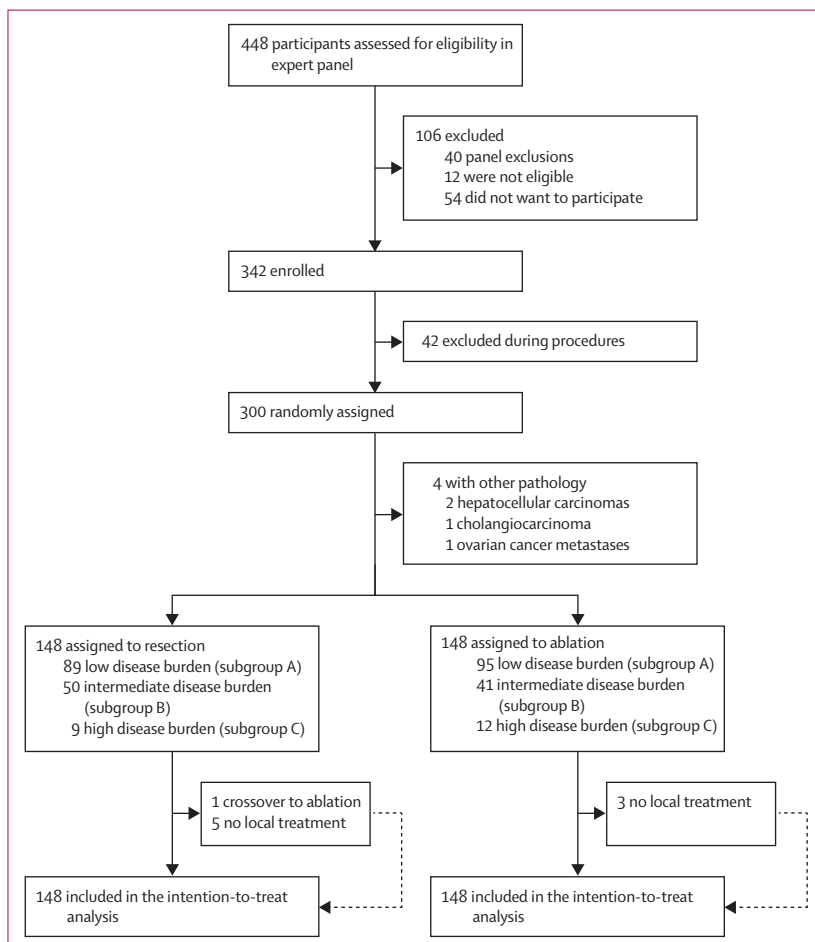 448 participants assessed for eligibility in
expert panel
106 excluded
40 panel exclusions
12 were not eligible
54 did not want to participate
342 enrolled
42 excluded during procedures
300 randomly assigned
4 with other pathology
2 hepatocellular carcinomas
1 cholangiocarcinoma
1 ovarian cancer metastases
148 assigned to resection
89 low disease burden (subgroup A)
50 intermediate disease burden
(subgroup B)
9 high disease burden (subgroup C)
148 assigned to ablation
95 low disease burden (subgroup A)
41 intermediate disease burden
(subgroup B)
12 high disease burden (subgroup C)
1 crossover to ablation
5 no local treatment
3 no local treatment
148 included in the intention-to-treat
analysis
148 included in the intention-to-treat
analysis